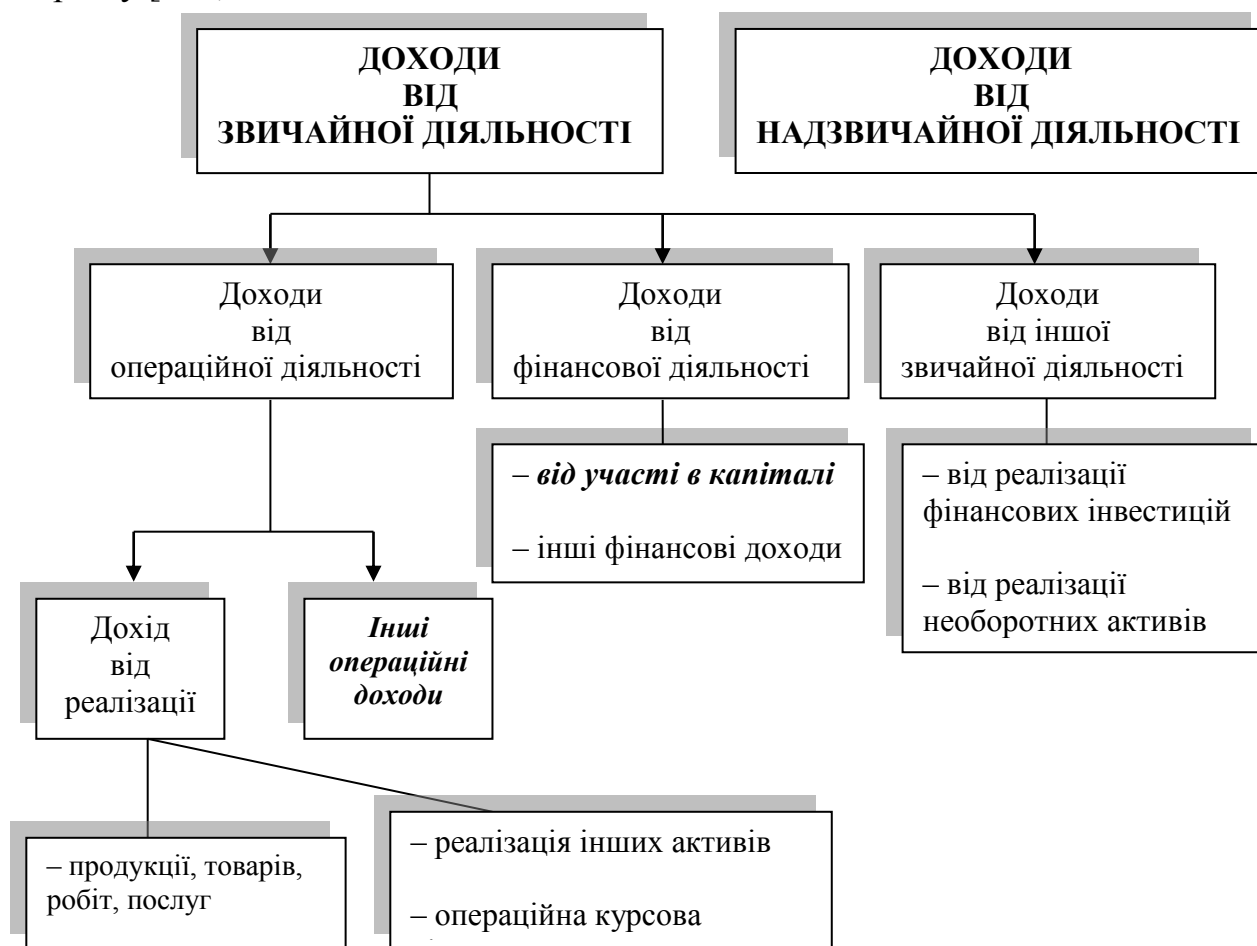 ДОХОДИ
ВІД
ЗВИЧАЙНОЇ ДІЯЛЬНОСТІ
ДОХОДИ
ВІД
НАДЗВИЧАЙНОЇ ДІЯЛЬНОСТІ
Доходи
від
операційної діяльності
Доходи
від
фінансової діяльності
Доходи
від іншої
звичайної діяльності
– від участі в капіталі
– інші фінансові доходи
– від реалізації
фінансових інвестицій
– від реалізації
необоротних активів
Дохід
від
реалізації
Інші
операційні
доходи
– продукції, товарів,
робіт, послуг
– реалізація інших активів
– операційна курсова